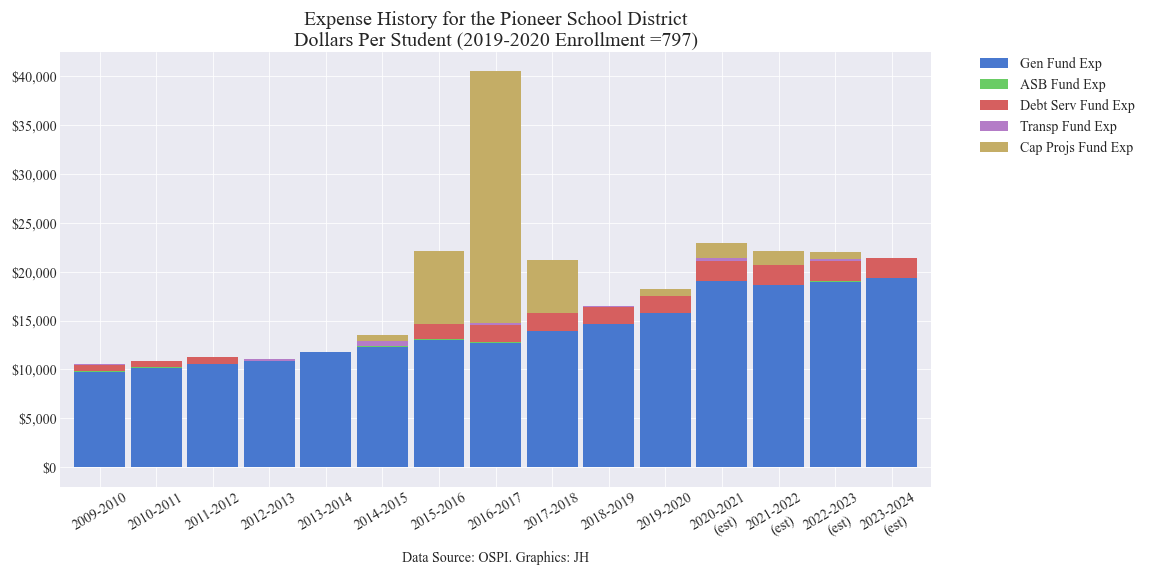 Expense History for the Pioneer School District
Dollars Per Student (2019-2020 Enrollment =797)
$40,000
$35,000
$30,000
$25,000
$20,000
$15,000
$10,000
$5,000
$0
Gen Fund Exp
ASB Fund Exp
Debt Serv Fund Exp
Transp Fund Exp
Cap Projs Fund Exp
2009-2010
2010-2011
2011-2012
2012-2013
2013-2014
2014-2015
2015-2016
2016-2017
2017-2018
2018-2019
2019-2020
2020-2021
(est)
2021-2022
(est)
2022-2023
(est)
2023-2024
(est)
Data Source: OSPI. Graphics: JH